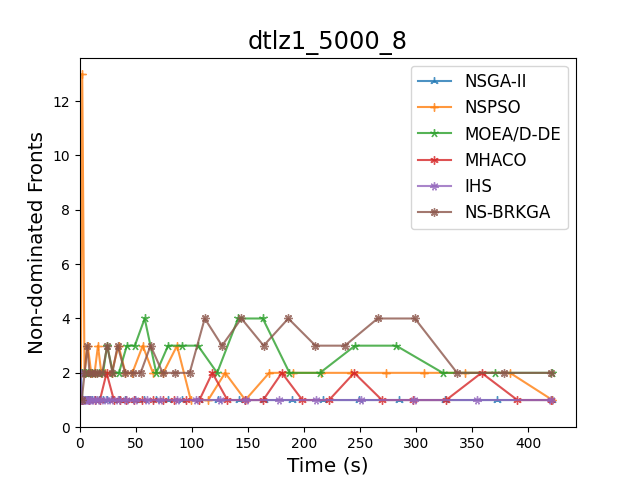 dtlz1_5000_8
Non-dominated Fronts
12
10
8
6
4
2
0
NSGA-II
NSPSO
MOEA/D-DE
MHACO
IHS
NS-BRKGA
0 50 100 150 200 250 300 350 400
Time (s)